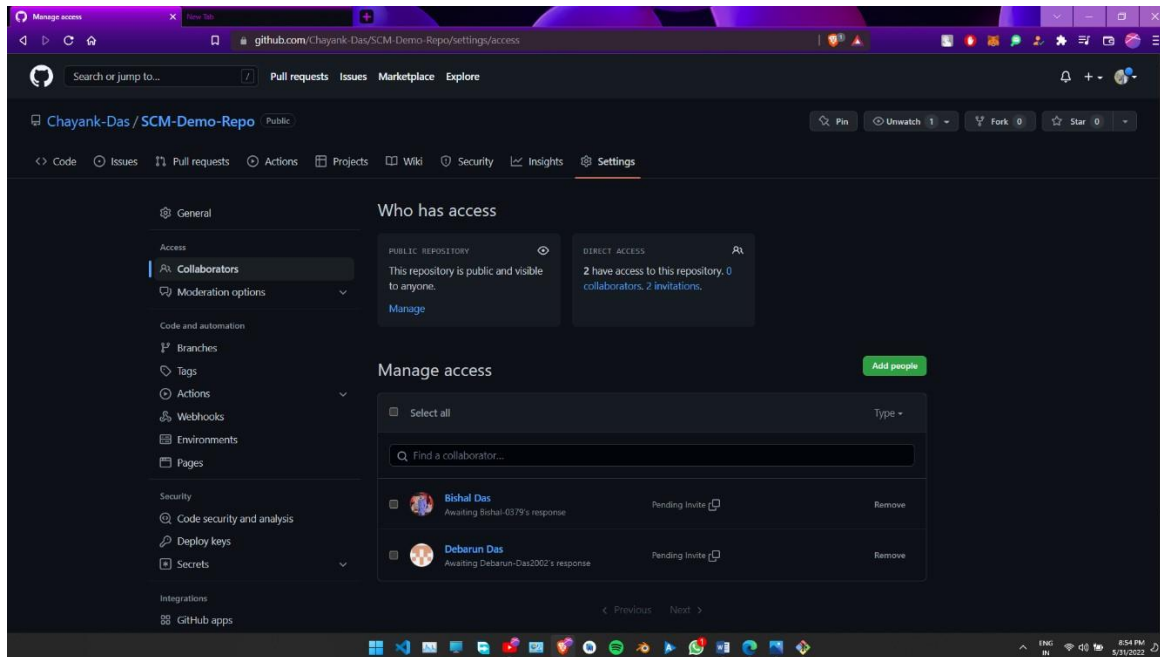 Manage access
New Tab
github.com/Chayank-Das/SCM-Demo-Repo/settings/access
Search or jump to... /
Pull requests Issues Marketplace Explore
Chayank-Das / SCM-Demo-Repo Public
Pin Unwatch 1 Fork 0 Star 0
Code Issues Pull requests Actions Projects Wiki Security Insights Settings
General
Access
Collaborators
Moderation options
Code and automation
Branches
Tags
Actions
Webhooks
Environments
Pages
Security
Code security and analysis
Deploy keys
Secrets
Integrations
GitHub apps
Who has access
PUBLIC REPOSITORY
This repository is public and visible
to anyone.
Manage
DIRECT ACCESS
2 have access to this repository. 0
collaborators. 2 invitations.
Manage access
Add people
Select all
Type
Find a collaborator...
Bishal Das
Awaiting Bishal-0379's response
Pending Invite
Remove
Debarun Das
Awaiting Debarun-Das2002's response
Pending Invite
Remove
Previous Next
ENG
IN
8:54 PM
5/31/2022